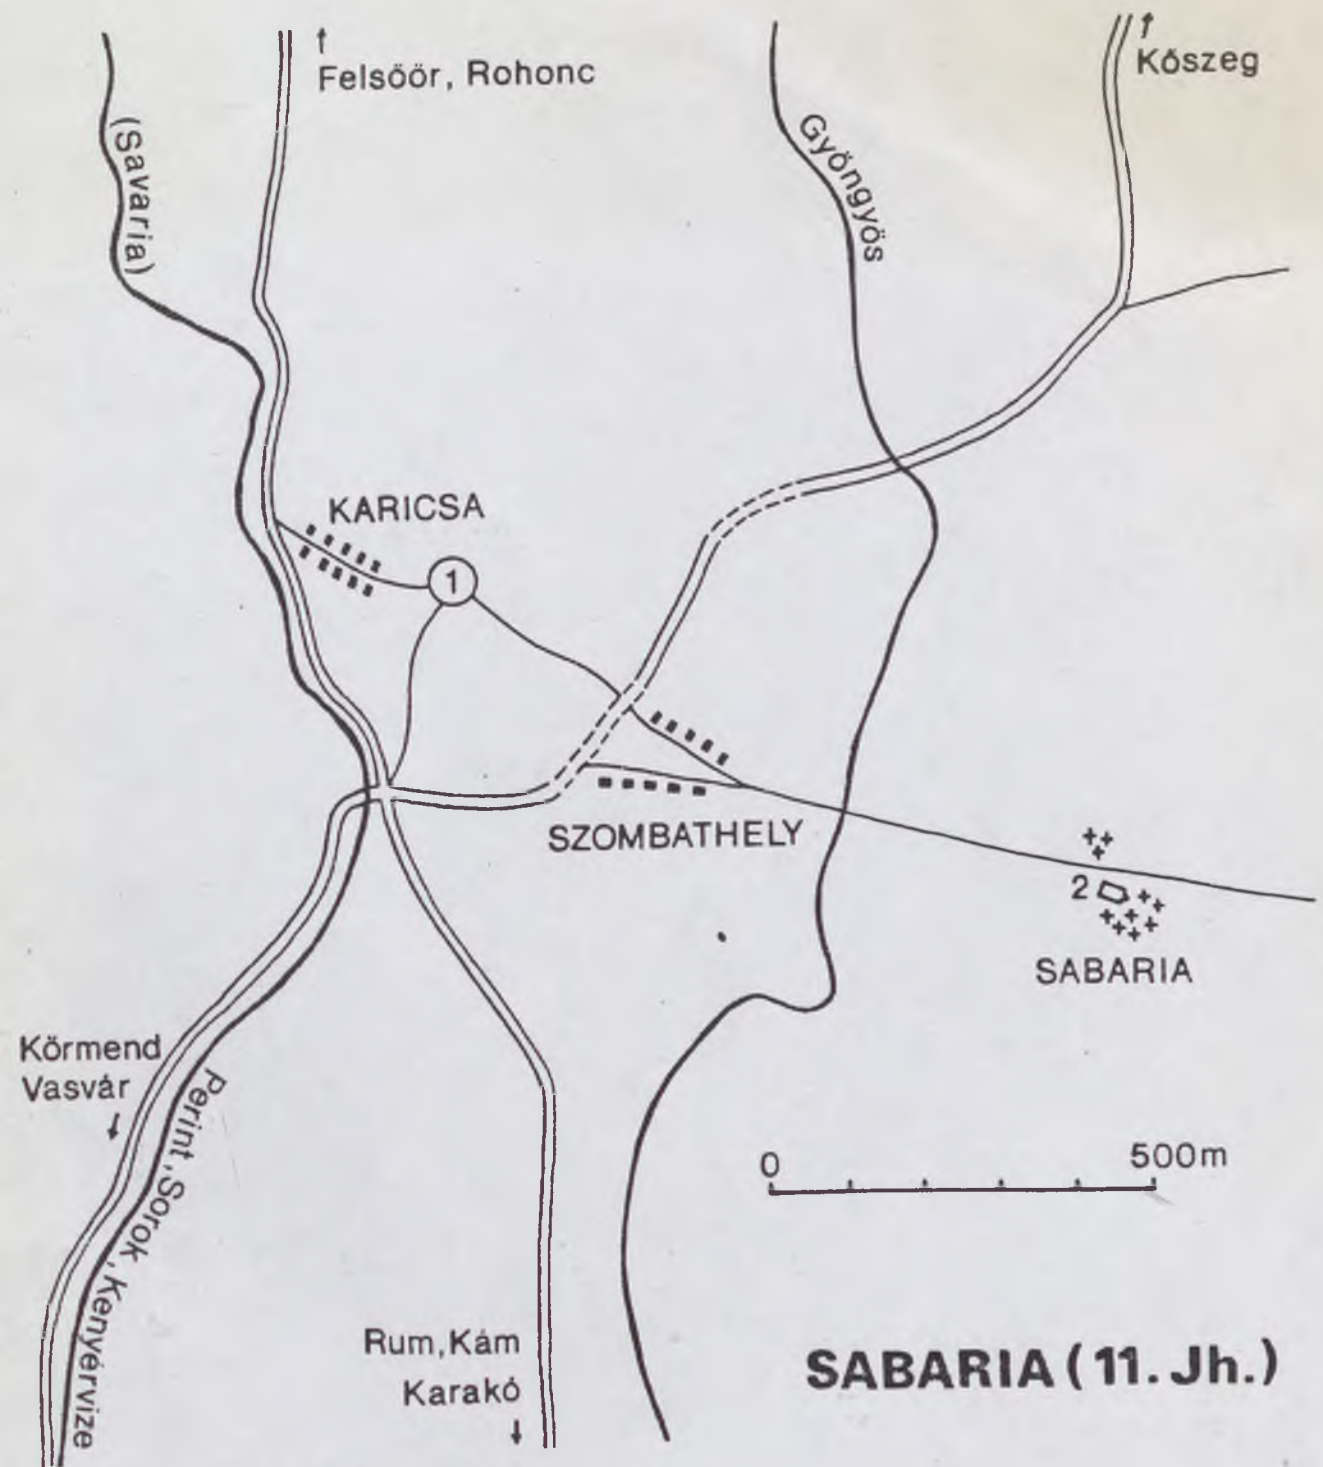 ↑
Felsőőr, Rohonc
↑
Kőszeg
(Savaria)
Gyöngyös
KARICSA
1
SZOMBATHELY
2
SABARIA
Körmend
Vasvár
↓
Perint, Sorok, Kenyérvize
0 500m
Rum, Kám
Karakó
↓
SABARIA (11. Jh.)